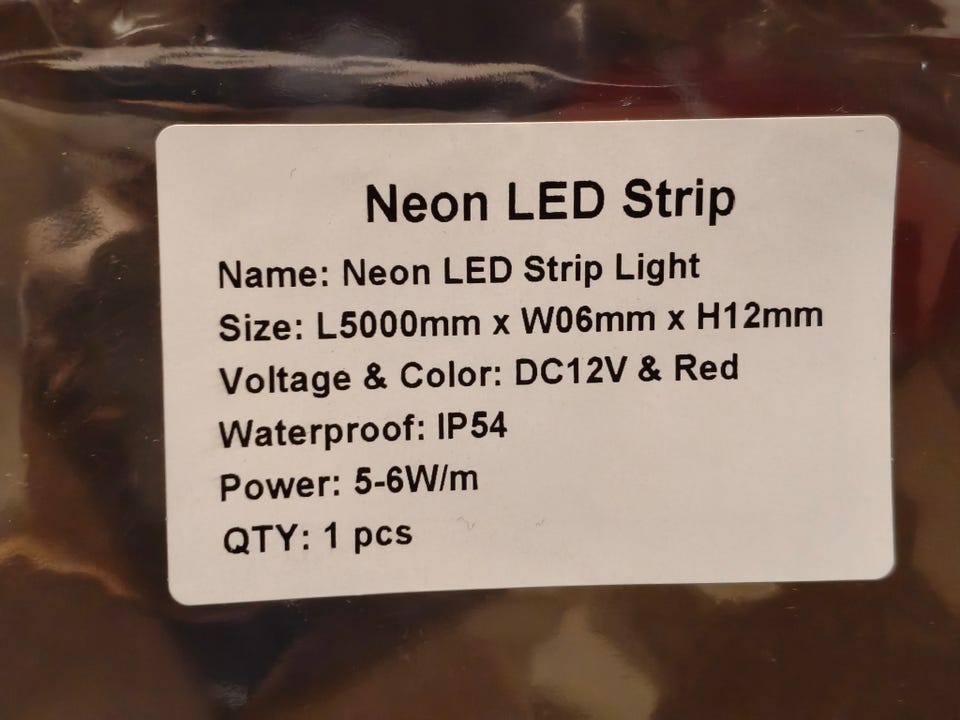 Neon LED Strip
Name: Neon LED Strip Light
Size: L5000mm x W06mm x H12mm
Voltage & Color: DC12V & Red
Waterproof: IP54
Power: 5-6W/m
QTY: 1 pcs